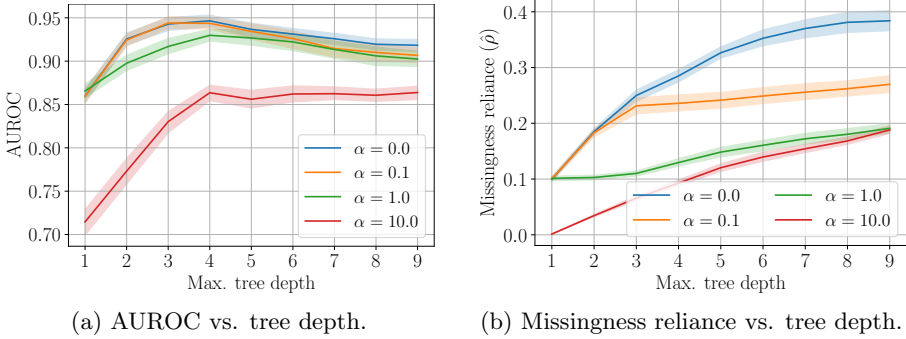 0.95
0.90
0.85
0.80
0.75
0.70
AUROC
α = 0.0
α = 0.1
α = 1.0
α = 10.0
1 2 3 4 5 6 7 8 9
Max. tree depth
(a) AUROC vs. tree depth.
0.4
0.3
0.2
0.1
0.0
Missingness reliance (ρ̂)
α = 0.0 α = 1.0
α = 0.1 α = 10.0
1 2 3 4 5 6 7 8 9
Max. tree depth
(b) Missingness reliance vs. tree depth.